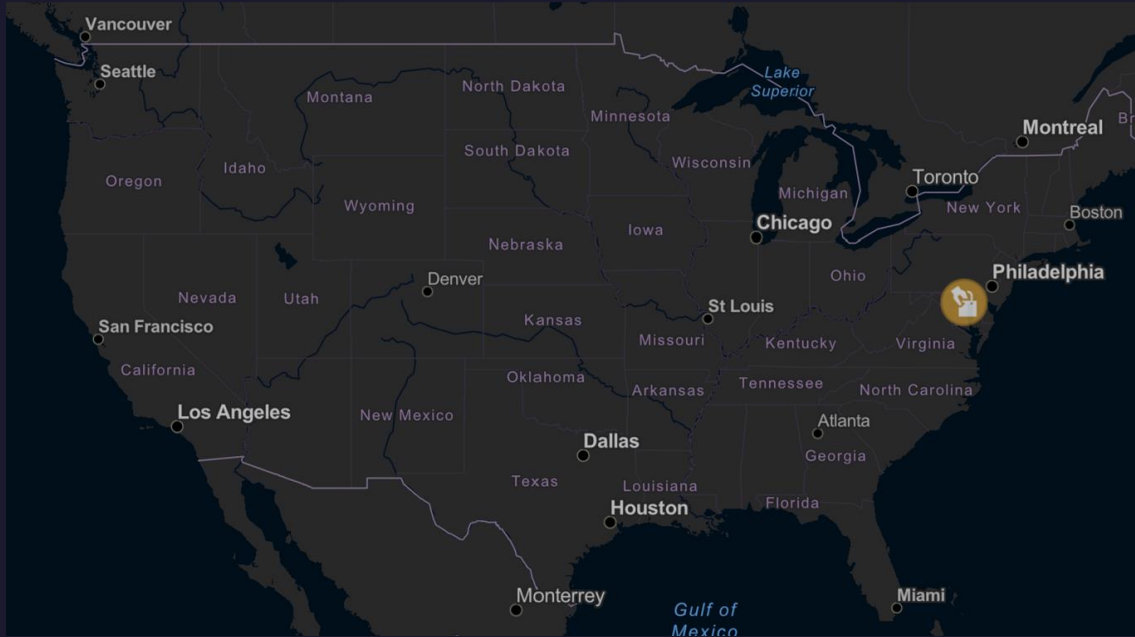 Vancouver
Seattle
Lake
Superior
Montana
North Dakota
Minnesota
Br
Montreal
South Dakota
Wisconsin
Idaho
Oregon
Toronto
Michigan
Wyoming
New York
Boston
Chicago
Iowa
Nebraska
Ohio
Philadelphia
Denver
Nevada
Utah
St Louis
Kansas
San Francisco
Missouri
Kentucky
Virginia
California
Oklahoma
Tennessee
Arkansas
North Carolina
Los Angeles
New Mexico
Atlanta
Dallas
Georgia
Texas
Louisiana
Florida
Houston
Monterrey
Miami
Gulf of
Mexico